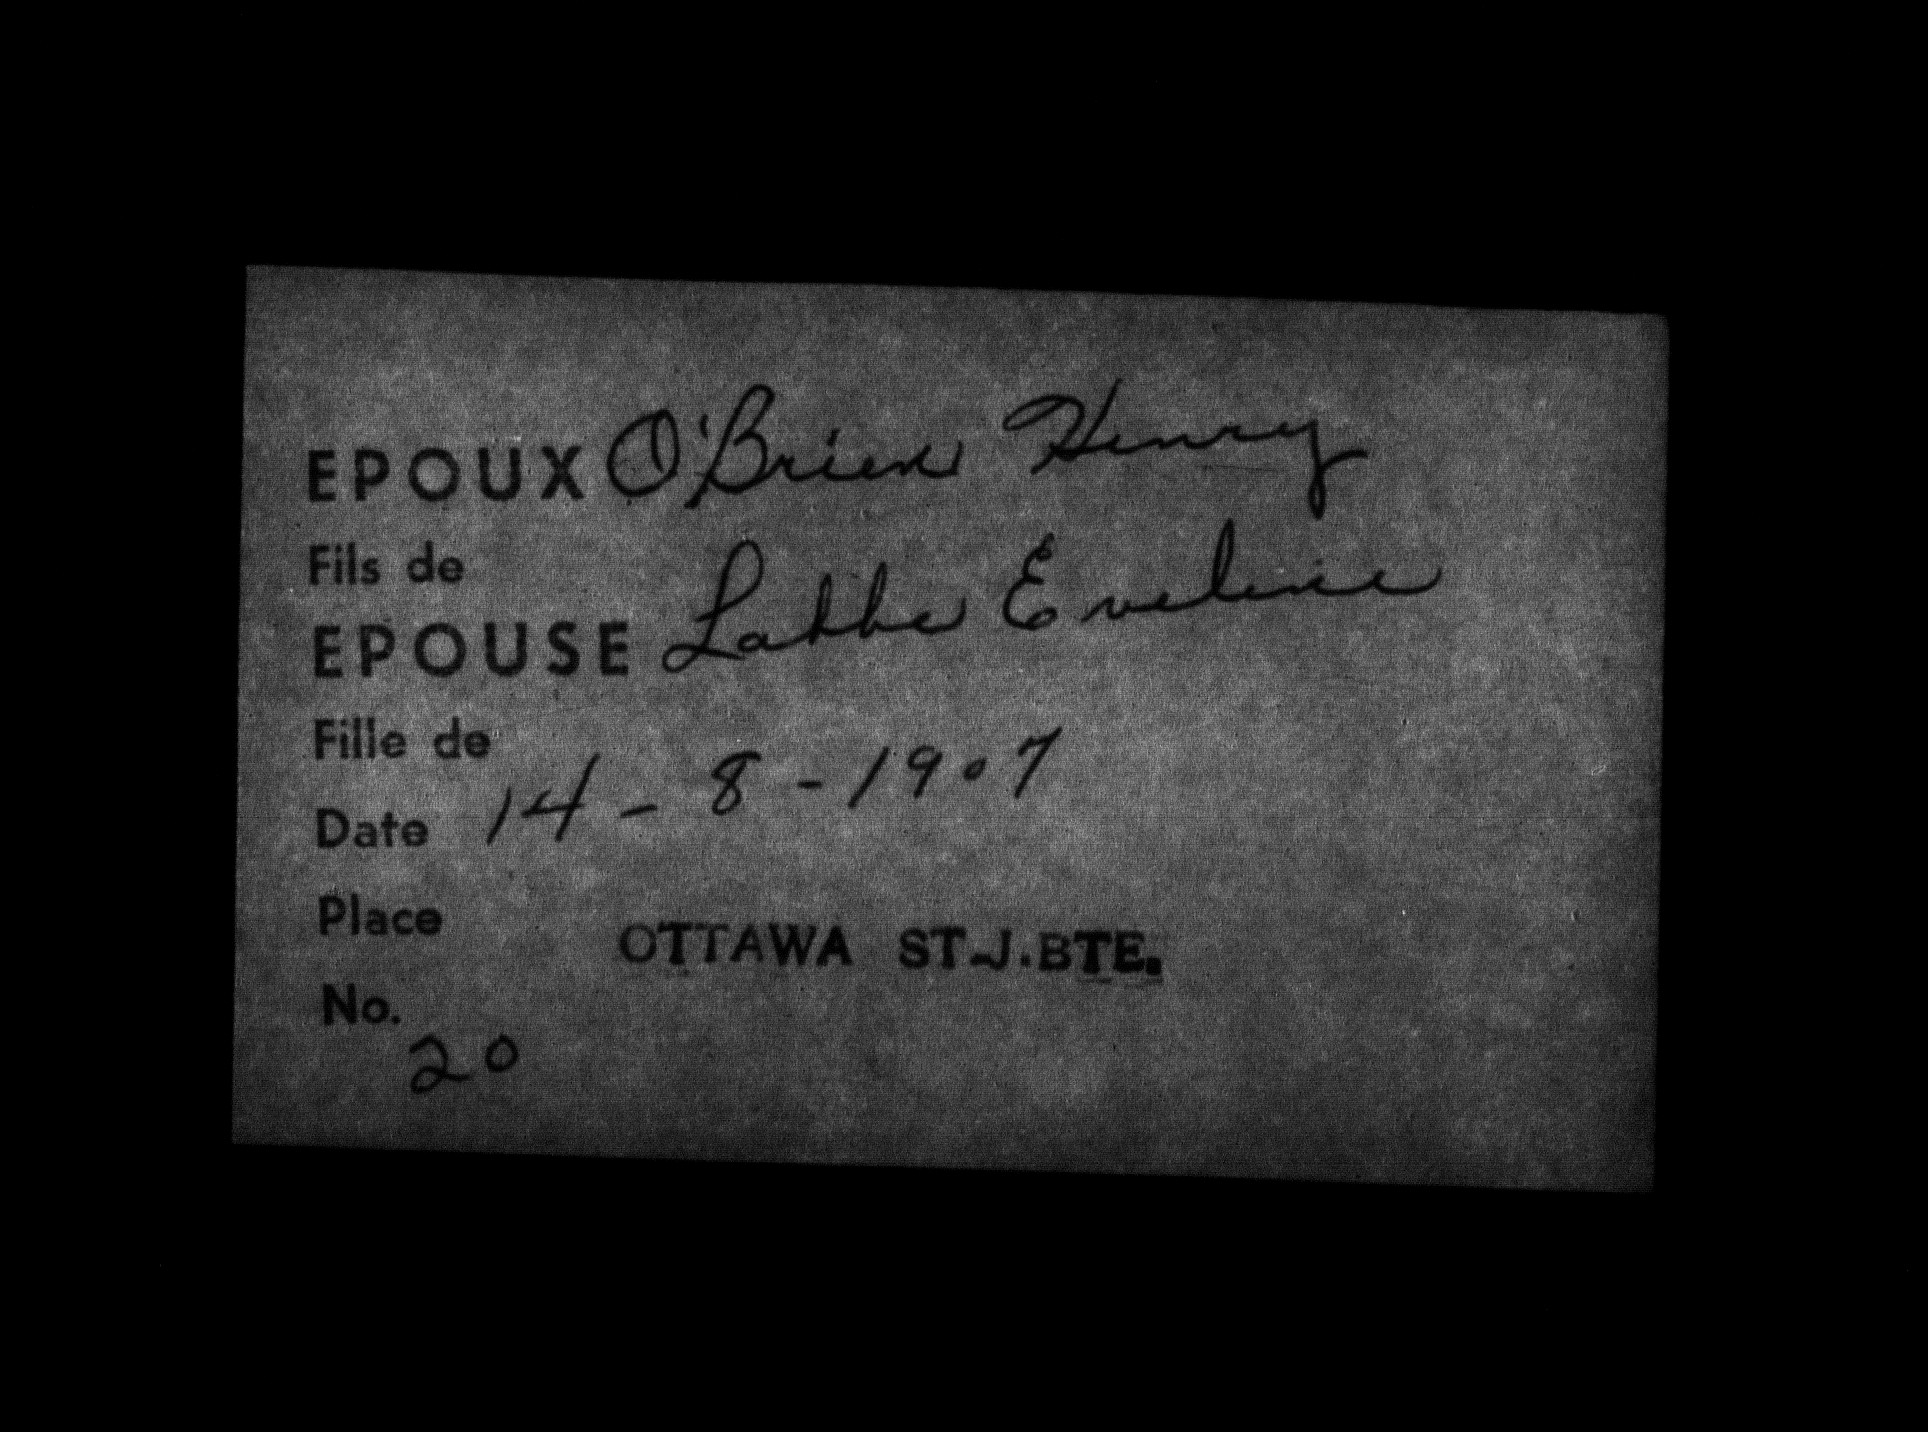 EPOUX O'Brien Henry
Fils de
EPOUSE Labbe Eveline
Fille de
Date 14-8-1907
Place OTTAWA ST-J.BTE.
No.
20